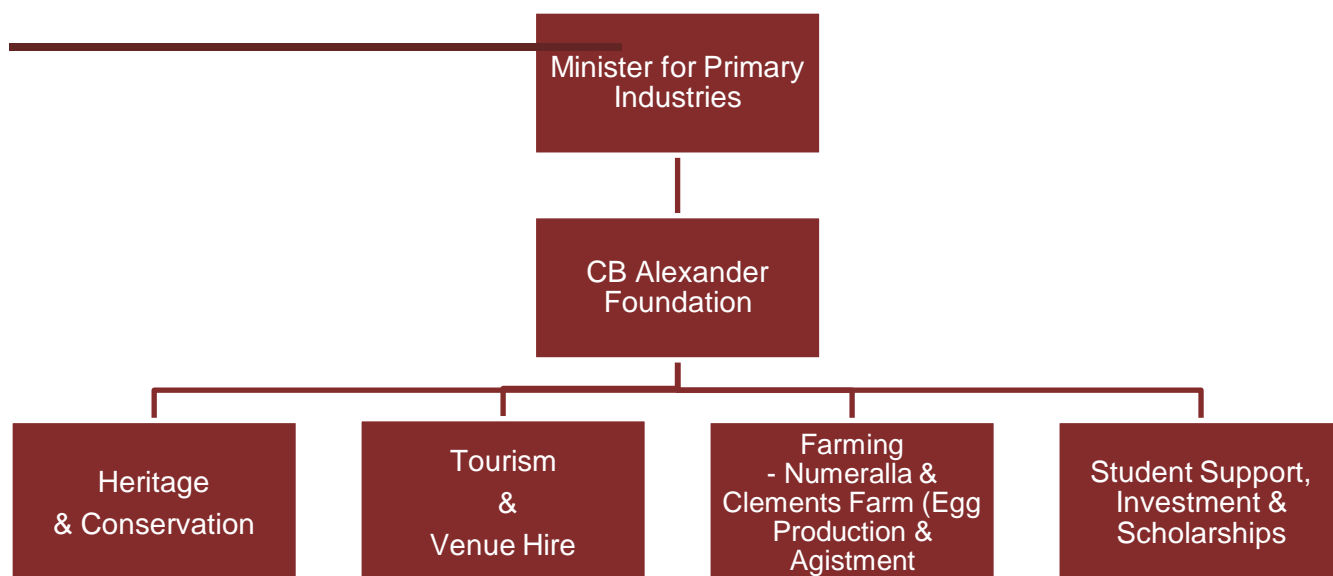 Minister for Primary
Industries
CB Alexander
Foundation
Heritage
& Conservation
Tourism
&
Venue Hire
Farming
- Numeralla &
Clements Farm (Egg
Production &
Agistment
Student Support,
Investment &
Scholarships